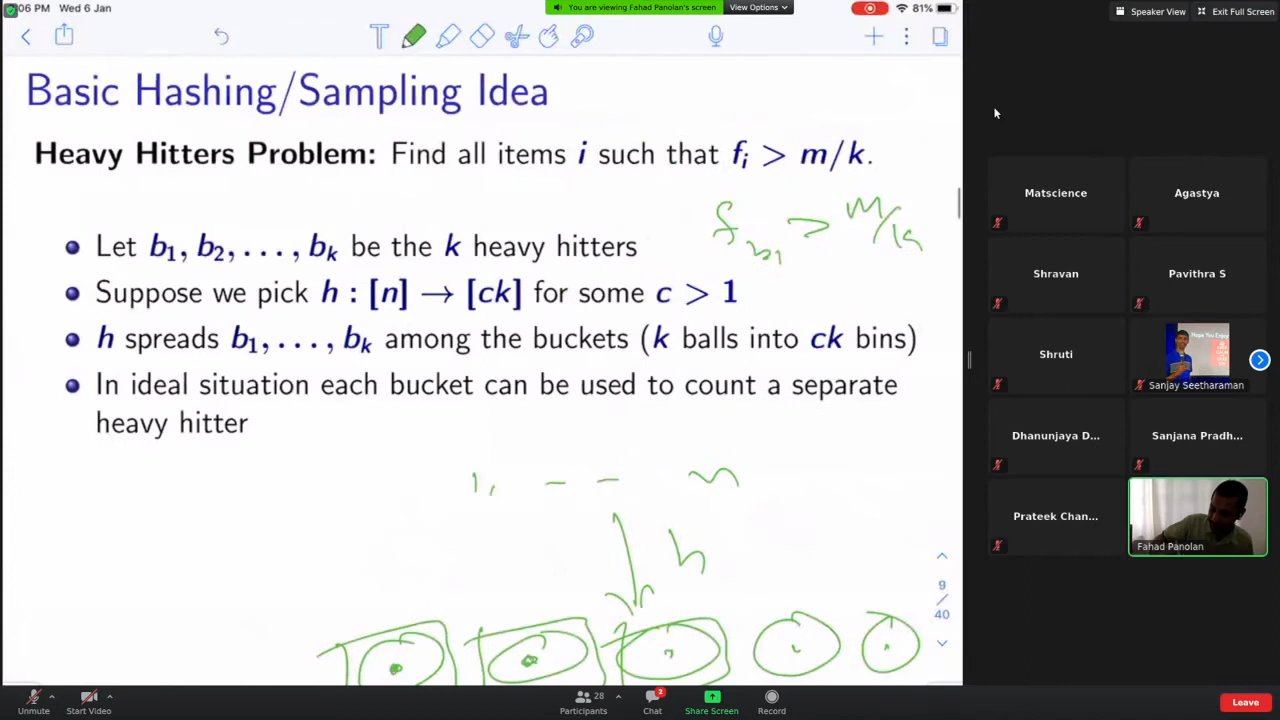 :06 PM Wed 6 Jan
You are viewing Fahad Panolan's screen
View Options
81%
Speaker View
Exit Full Screen
Basic Hashing/Sampling Idea
Heavy Hitters Problem: Find all items i such that fᵢ > m/k.
f b₁ > m/k
Let b₁, b₂, . . . , bₖ be the k heavy hitters
Suppose we pick h : [n] → [ck] for some c > 1
h spreds b₁, . . . , bₖ among the buckets (k balls into ck bins)
In ideal situation each bucket can be used to count a separate
heavy hitter
1, – – n
h
9
/
40
Matscience
Agastya
Shravan
Pavithra S
Shruti
Sanjay Seetharaman
Dhanunjaya D...
Sanjana Pradh...
Prateek Chan...
Fahad Panolan
Unmute
Start Video
28
Participants
2
Chat
Share Screen
Record
Leave